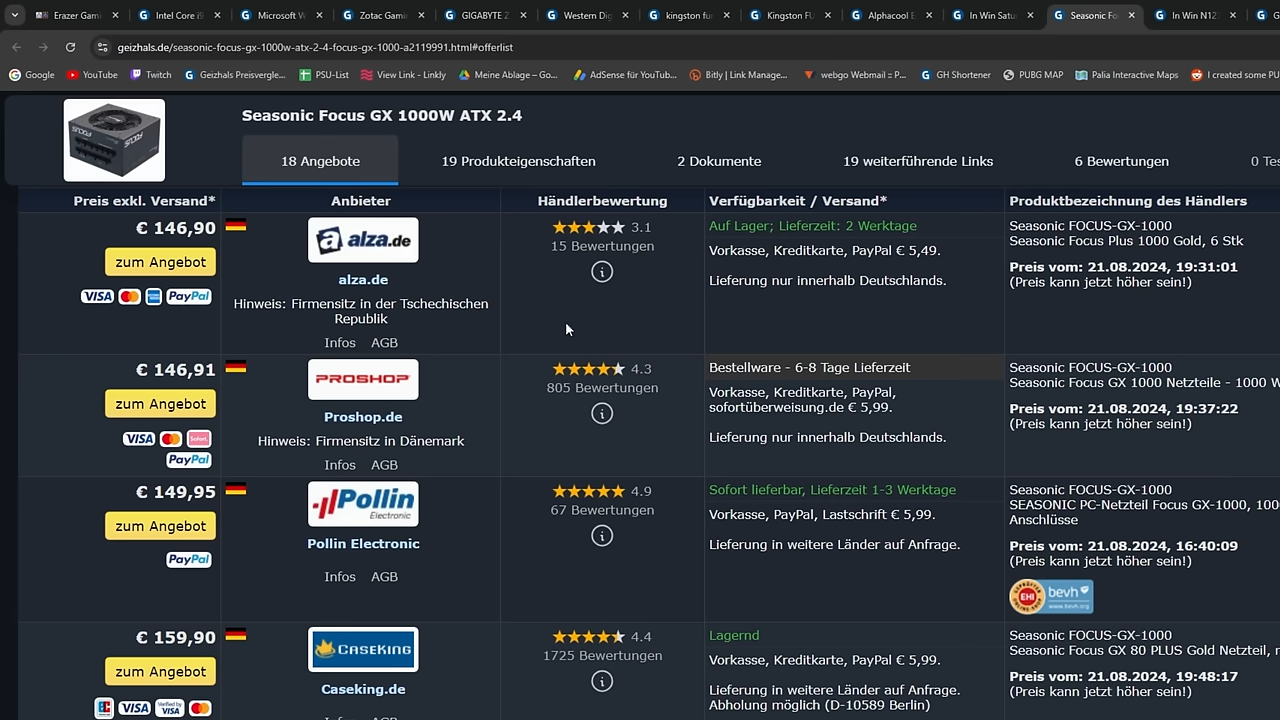 Erazer Gami
Intel Core i9
Microsoft W
Zotac Gami
GIGABYTE Z
Western Dig
kingston fur
Kingston FU
Alphacool E
In Win Satu
Seasonic Fo
In Win N12
geizhals.de/seasonic-focus-gx-1000w-atx-2-4-focus-gx-1000-a2119991.html#offerlist
Google
YouTube
Twitch
Geizhals Preisvergle...
PSU-List
View Link - Linkly
Meine Ablage – Go...
AdSense für YouTub...
Bitly | Link Manage...
webgo Webmail :: P...
GH Shortener
PUBG MAP
Palia Interactive Maps
I created some PU
Seasonic Focus GX 1000W ATX 2.4
18 Angebote
19 Produkteigenschaften
2 Dokumente
19 weiterführende Links
6 Bewertungen
0 Tes
Preis exkl. Versand*
Anbieter
Händlerbewertung
Verfügbarkeit / Versand*
Produktbezeichnung des Händlers
€ 146,90
zum Angebot
VISA
PayPal
alza.de
alza.de
Hinweis: Firmensitz in der Tschechischen
Republik
Infos AGB
3.1
15 Bewertungen
Auf Lager; Lieferzeit: 2 Werktage
Vorkasse, Kreditkarte, PayPal € 5,49.
Lieferung nur innerhalb Deutschlands.
Seasonic FOCUS-GX-1000
Seasonic Focus Plus 1000 Gold, 6 Stk
Preis vom: 21.08.2024, 19:31:01
(Preis kann jetzt höher sein!)
€ 146,91
zum Angebot
VISA
Sofort.
PayPal
PROSHOP
Proshop.de
Hinweis: Firmensitz in Dänemark
Infos AGB
4.3
805 Bewertungen
Bestellware - 6-8 Tage Lieferzeit
Vorkasse, Kreditkarte, PayPal,
sofortüberweisung.de € 5,99.
Lieferung nur innerhalb Deutschlands.
Seasonic FOCUS-GX-1000
Seasonic Focus GX 1000 Netzteile - 1000 W
Preis vom: 21.08.2024, 19:37:22
(Preis kann jetzt höher sein!)
€ 149,95
zum Angebot
PayPal
Pollin
Electronic
Pollin Electronic
Infos AGB
4.9
67 Bewertungen
Sofort lieferbar, Lieferzeit 1-3 Werktage
Vorkasse, PayPal, Lastschrift € 5,99.
Lieferung in weitere Länder auf Anfrage.
Seasonic FOCUS-GX-1000
SEASONIC PC-Netzteil Focus GX-1000, 100
Anschlüsse
Preis vom: 21.08.2024, 16:40:09
(Preis kann jetzt höher sein!)
EHI
bevh
€ 159,90
zum Angebot
VISA
VISA
CASEKING
Caseking.de
4.4
1725 Bewertungen
Lagernd
Vorkasse, Kreditkarte, PayPal € 5,99.
Lieferung in weitere Länder auf Anfrage.
Abholung möglich (D-10589 Berlin)
Seasonic FOCUS-GX-1000
Seasonic Focus GX 80 PLUS Gold Netzteil,
Preis vom: 21.08.2024, 19:48:17
(Preis kann jetzt höher sein!)